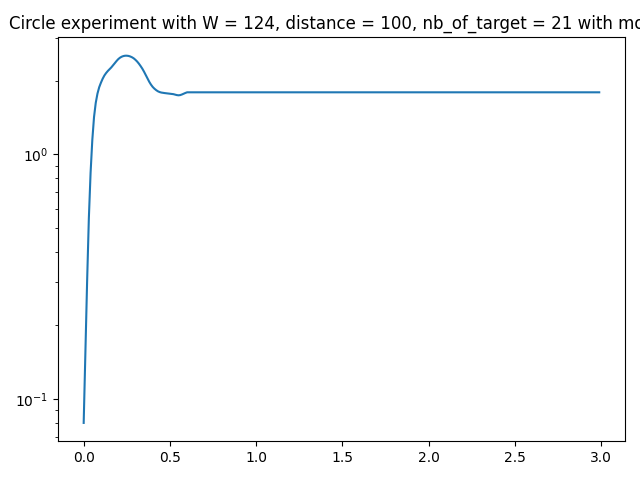 Circle experiment with W = 124, distance = 100, nb_of_target = 21 with
10⁰
10⁻¹
0.0 0.5 1.0 1.5 2.0 2.5 3.0